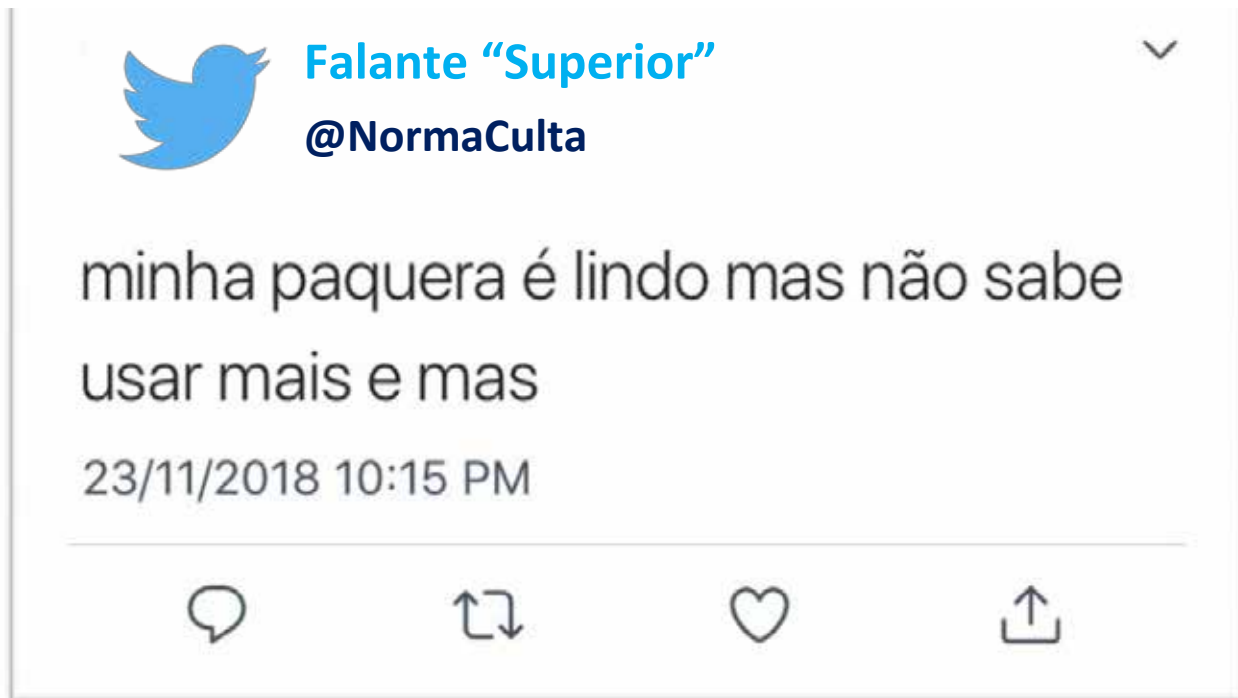 Falante “Superior”
@NormaCulta
minha paquera é lindo mas não sabe
usar mais e mas
23/11/2018 10:15 PM